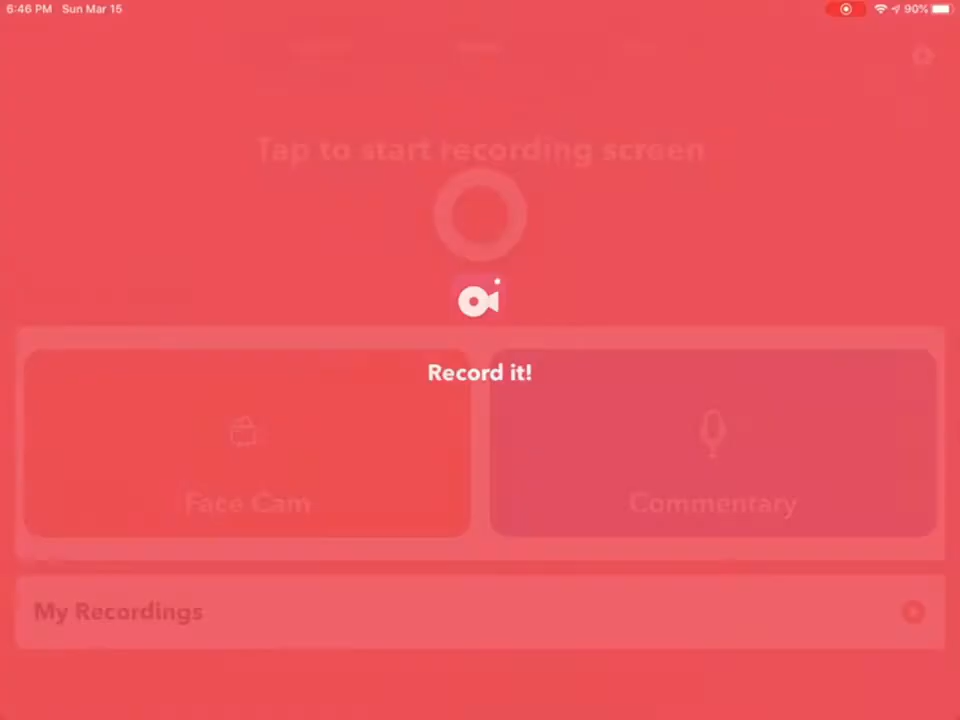 6:46 PM Sun Mar 15 90%
Tap to start recording screen
Record it!
Face Cam
Commentary
My Recordings